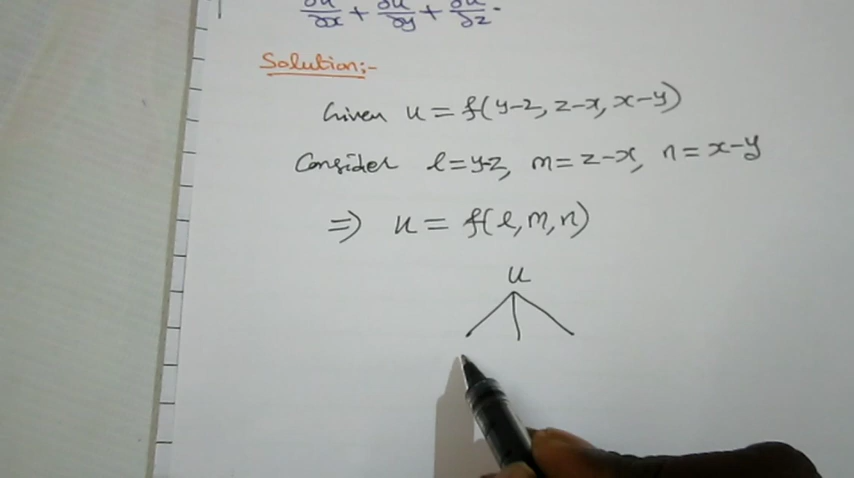 ∂u/∂x + ∂u/∂y + ∂u/∂z.
Solution:-
Given u = f(y-z, z-x, x-y)
Consider l=y-z, m=z-x, n=x-y
⇒ u = f(l,m,n)
u